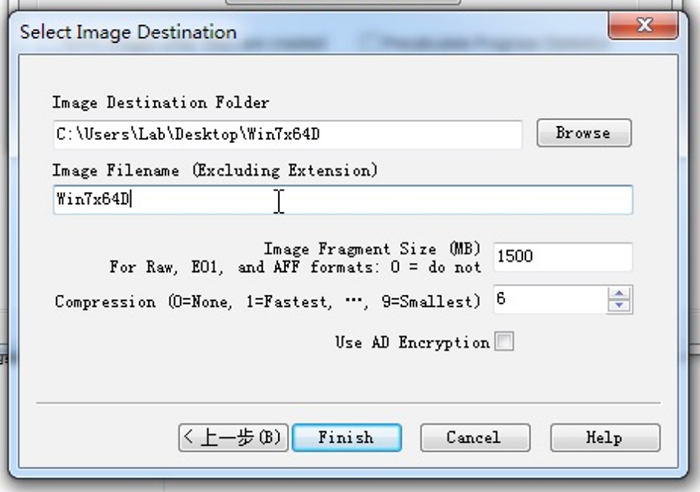 Select Image Destination
Image Destination Folder
C:\Users\Lab\Desktop\Win7x64D
Browse
Image Filename (Excluding Extension)
Win7x64D
Image Fragment Size (MB)
For Raw, E01, and AFF formats: 0 = do not
1500
Compression (0=None, 1=Fastest, ..., 9=Smallest)
6
Use AD Encryption
< 上一步(B)
Finish
Cancel
Help